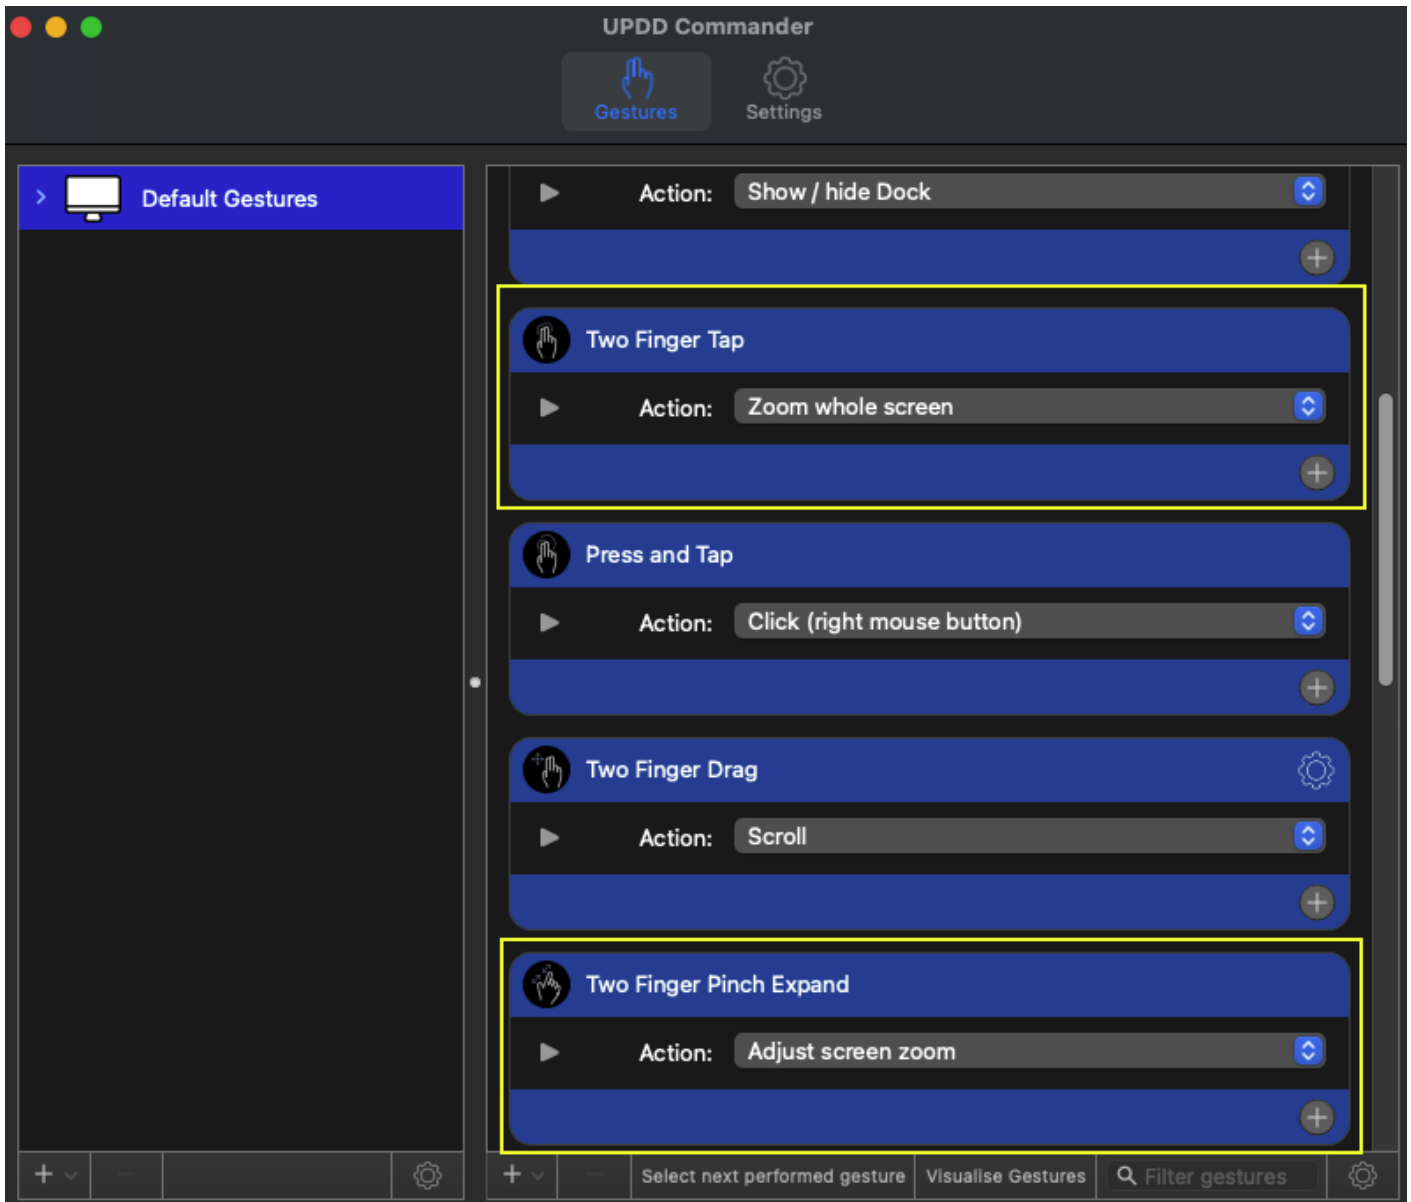 UPDD Commander
Gestures
Settings
Default Gestures
Action: Show / hide Dock
Two Finger Tap
Action: Zoom whole screen
Press and Tap
Action: Click (right mouse button)
Two Finger Drag
Action: Scroll
Two Finger Pinch Expand
Action: Adjust screen zoom
Select next performed gesture
Visualise Gestures
Filter gestures